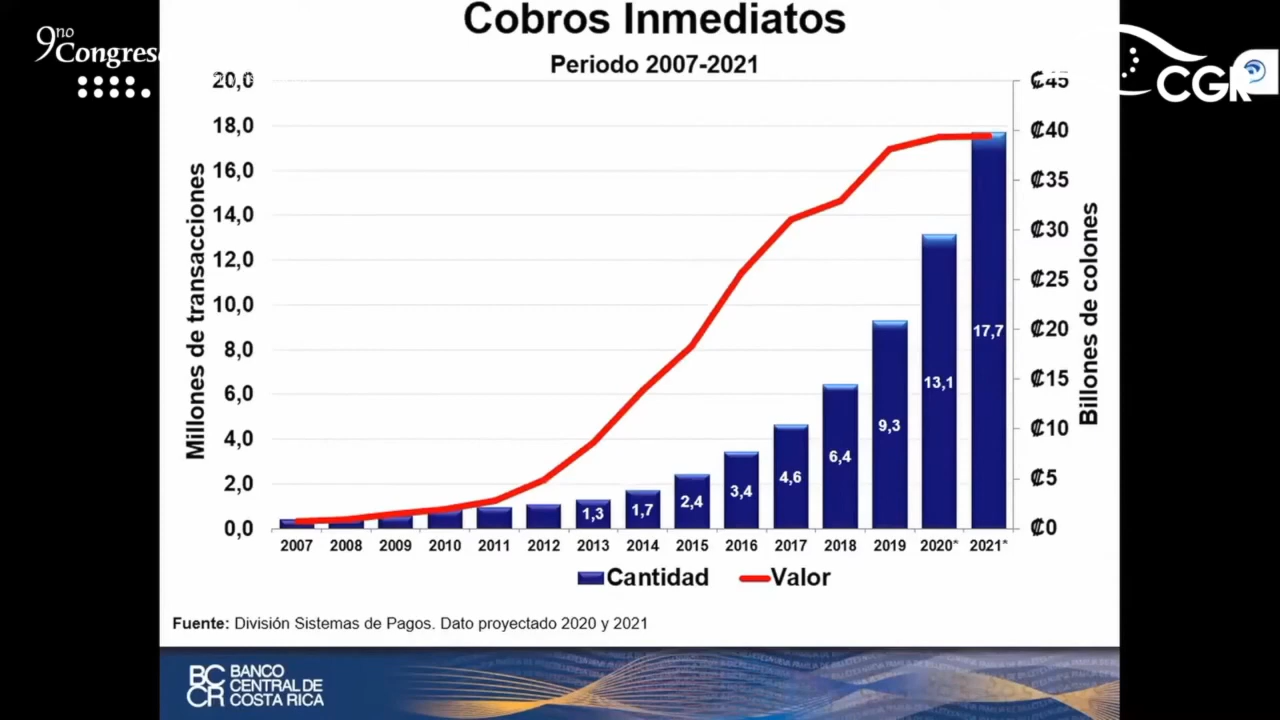 9no
Congreso
CGR
Cobros Inmediatos
Periodo 2007-2021
Millones de transacciones
20,0
18,0
16,0
14,0
12,0
10,0
8,0
6,0
4,0
2,0
0,0
₡45
₡40
₡35
₡30
₡25
₡20
₡15
₡10
₡5
₡0
Billones de colones
1,3
1,7
2,4
3,4
4,6
6,4
9,3
13,1
17,7
2007 2008 2009 2010 2011 2012 2013 2014 2015 2016 2017 2018 2019 2020* 2021*
Cantidad Valor
Fuente: División Sistemas de Pagos. Dato proyectado 2020 y 2021
BCCR
BANCO
CENTRAL DE
COSTA RICA